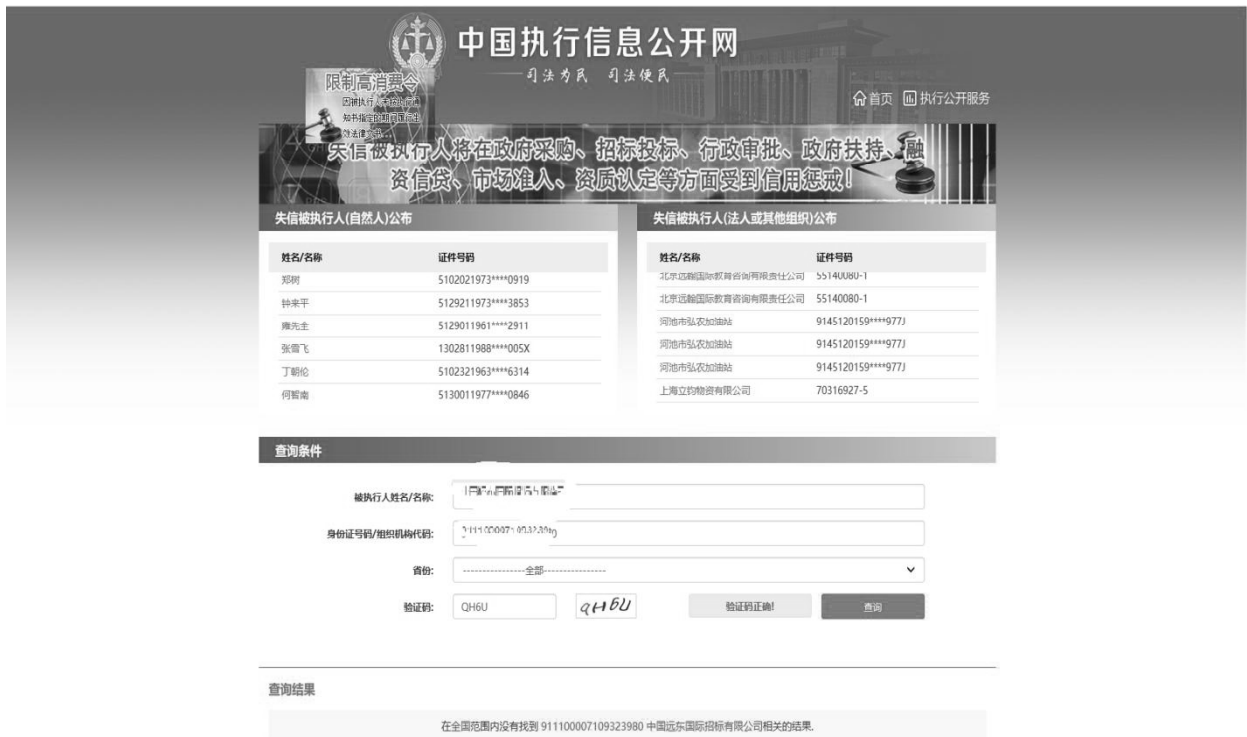 中国执行信息公开网
司法为民 司法便民
限制高消费令
首页 执行公开服务
失信被执行人将在政府采购、招标投标、行政审批、政府扶持、融
资信贷、市场准入、资质认定等方面受到信用惩戒!
失信被执行人(自然人)公布
姓名/名称 证件号码
郑树 5102021973****0919
钟来平 5129211973****3853
雍先主 5129011961****2911
张雪飞 1302811988****005X
丁朝伦 5102321963****6314
何智南 5130011977****0846
失信被执行人(法人或其他组织)公布
姓名/名称 证件号码
北京远翰国际教育咨询有限责任公司 55140080-1
北京远翰国际教育咨询有限责任公司 55140080-1
河池市弘农加油站 9145120159****977J
河池市弘农加油站 9145120159****977J
河池市弘农加油站 9145120159****977J
上海立钧物资有限公司 70316927-5
查询条件
被执行人姓名/名称:
身份证号码/组织机构代码:
省份: ----------------全部----------------
验证码: QH6U qH6U 验证码正确! 查询
查询结果
在全国范围内没有找到 911100007109323980 中国远东国际招标有限公司相关的结果.